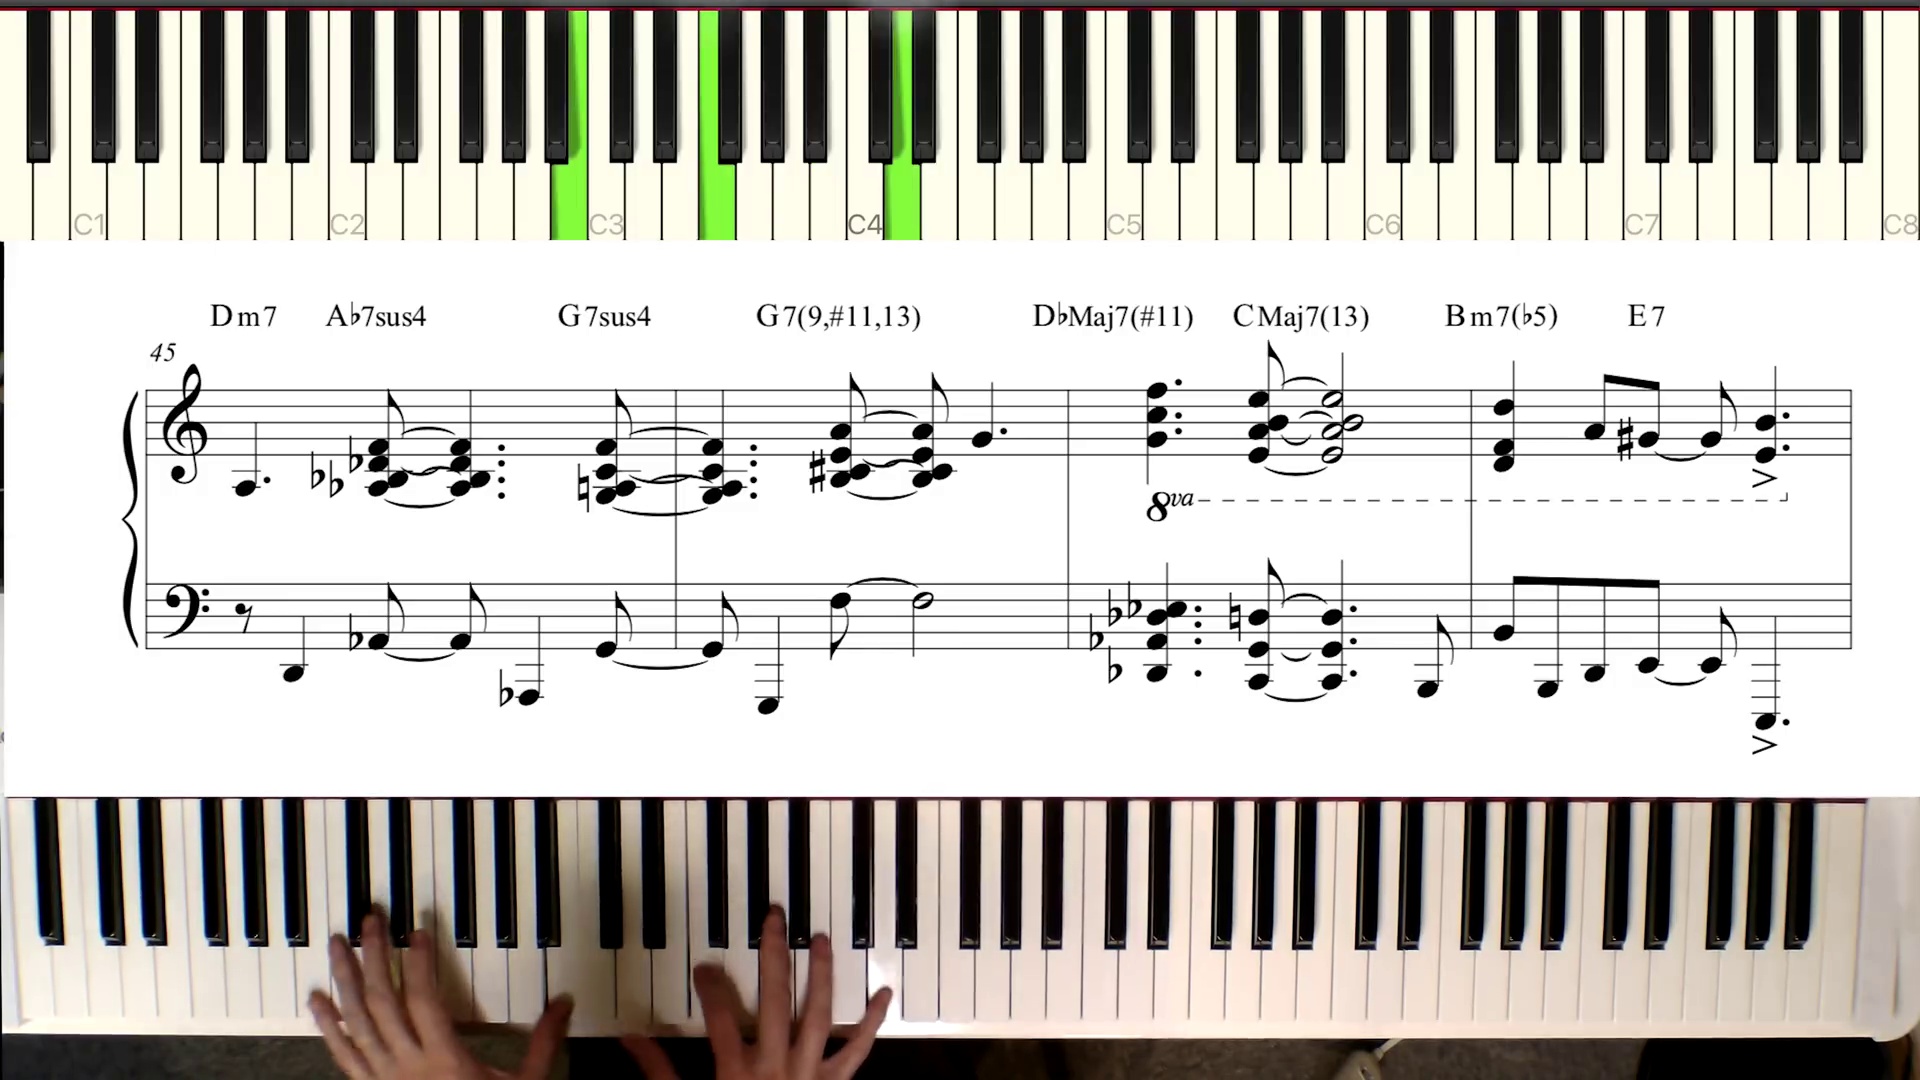 C1 C2 C3 C4 C5 C6 C7 C8
Dm7 A♭7sus4 G7sus4 G7(9,#11,13) D♭Maj7(#11) CMaj7(13) Bm7(♭5) E7
45
8va